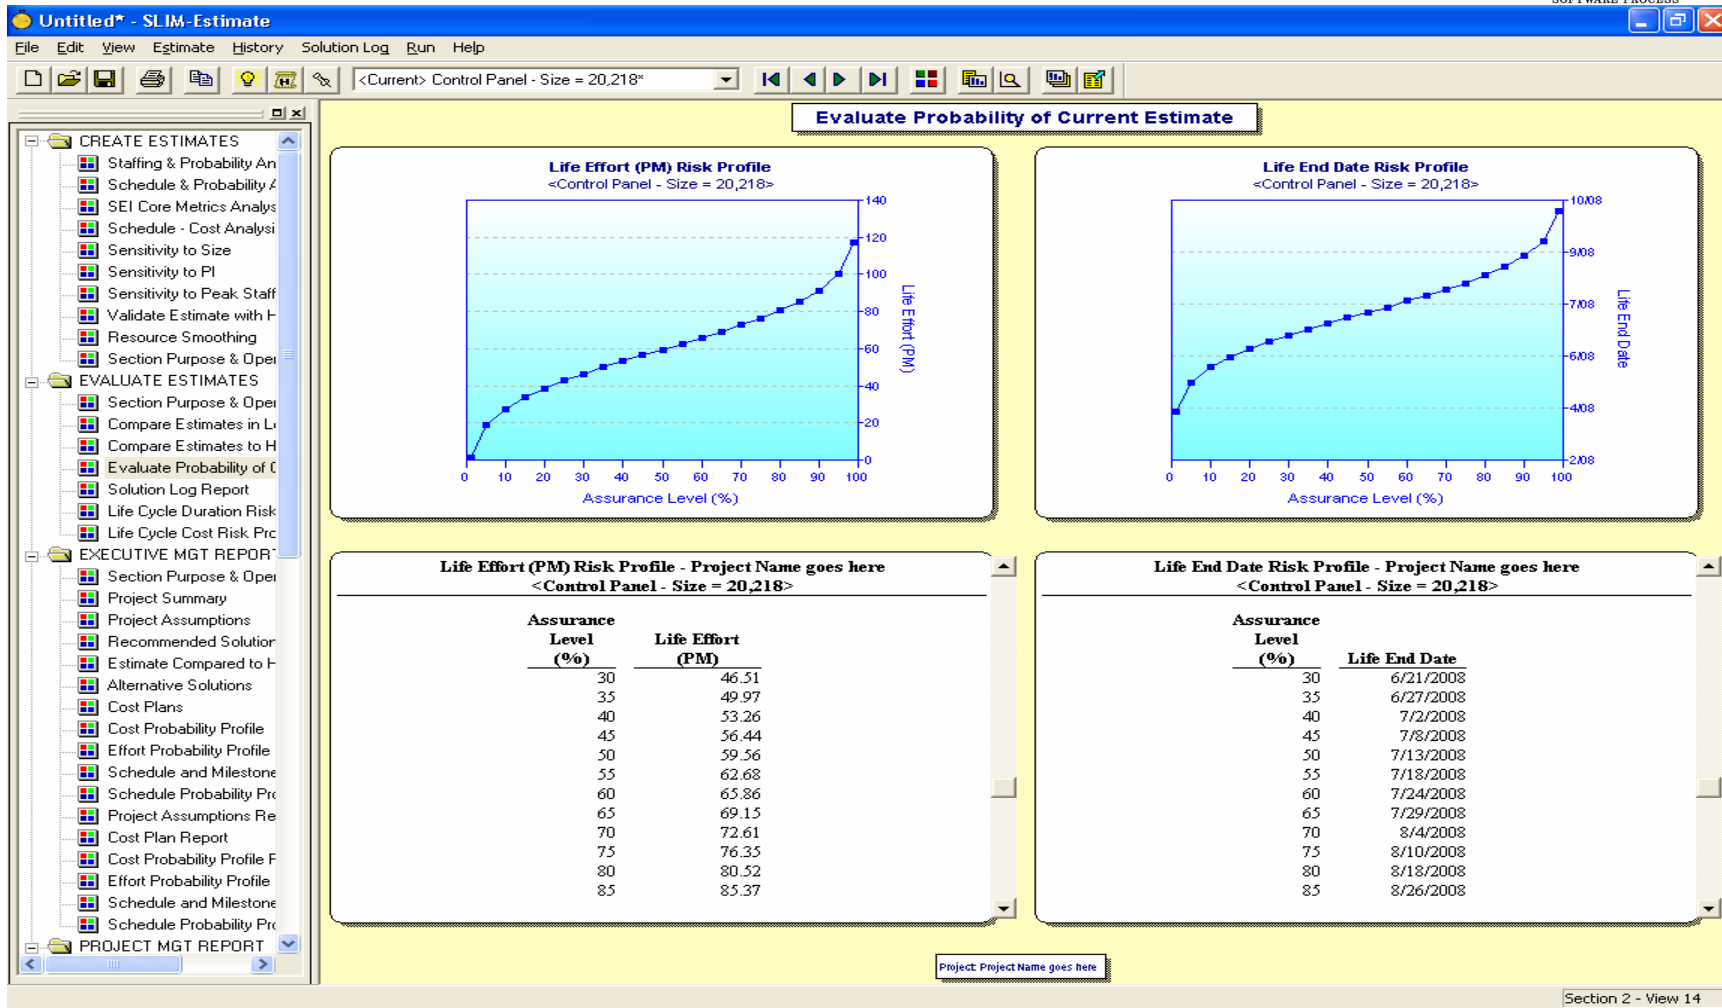 SOFTWARE PROCESS
Untitled* - SLIM-Estimate
File Edit View Estimate History Solution Log Run Help
<Current> Control Panel - Size = 20,218*
CREATE ESTIMATES
Staffing & Probability An
Schedule & Probability A
SEI Core Metrics Analys
Schedule - Cost Analysi
Sensitivity to Size
Sensitivity to PI
Sensitivity to Peak Staff
Validate Estimate with H
Resource Smoothing
Section Purpose & Oper
EVALUATE ESTIMATES
Section Purpose & Oper
Compare Estimates in Lo
Compare Estimates to H
Evaluate Probability of C
Solution Log Report
Life Cycle Duration Risk
Life Cycle Cost Risk Pro
EXECUTIVE MGT REPORT
Section Purpose & Oper
Project Summary
Project Assumptions
Recommended Solution
Estimate Compared to H
Alternative Solutions
Cost Plans
Cost Probability Profile
Effort Probability Profile
Schedule and Milestone
Schedule Probability Pro
Project Assumptions Re
Cost Plan Report
Cost Probability Profile F
Effort Probability Profile
Schedule and Milestone
Schedule Probability Pro
PROJECT MGT REPORT
Evaluate Probability of Current Estimate
Life Effort (PM) Risk Profile
<Control Panel - Size = 20,218>
140
120
100
80
60
40
20
0
Life Effort (PM)
0 10 20 30 40 50 60 70 80 90 100
Assurance Level (%)
Life End Date Risk Profile
<Control Panel - Size = 20,218>
10/08
9/08
7/08
6/08
4/08
2/08
Life End Date
0 10 20 30 40 50 60 70 80 90 100
Assurance Level (%)
Life Effort (PM) Risk Profile - Project Name goes here
<Control Panel - Size = 20,218>
Assurance
Level Life Effort
(%) (PM)
30 46.51
35 49.97
40 53.26
45 56.44
50 59.56
55 62.68
60 65.86
65 69.15
70 72.61
75 76.35
80 80.52
85 85.37
Life End Date Risk Profile - Project Name goes here
<Control Panel - Size = 20,218>
Assurance
Level
(%) Life End Date
30 6/21/2008
35 6/27/2008
40 7/2/2008
45 7/8/2008
50 7/13/2008
55 7/18/2008
60 7/24/2008
65 7/29/2008
70 8/4/2008
75 8/10/2008
80 8/18/2008
85 8/26/2008
Project: Project Name goes here
Section 2 - View 14